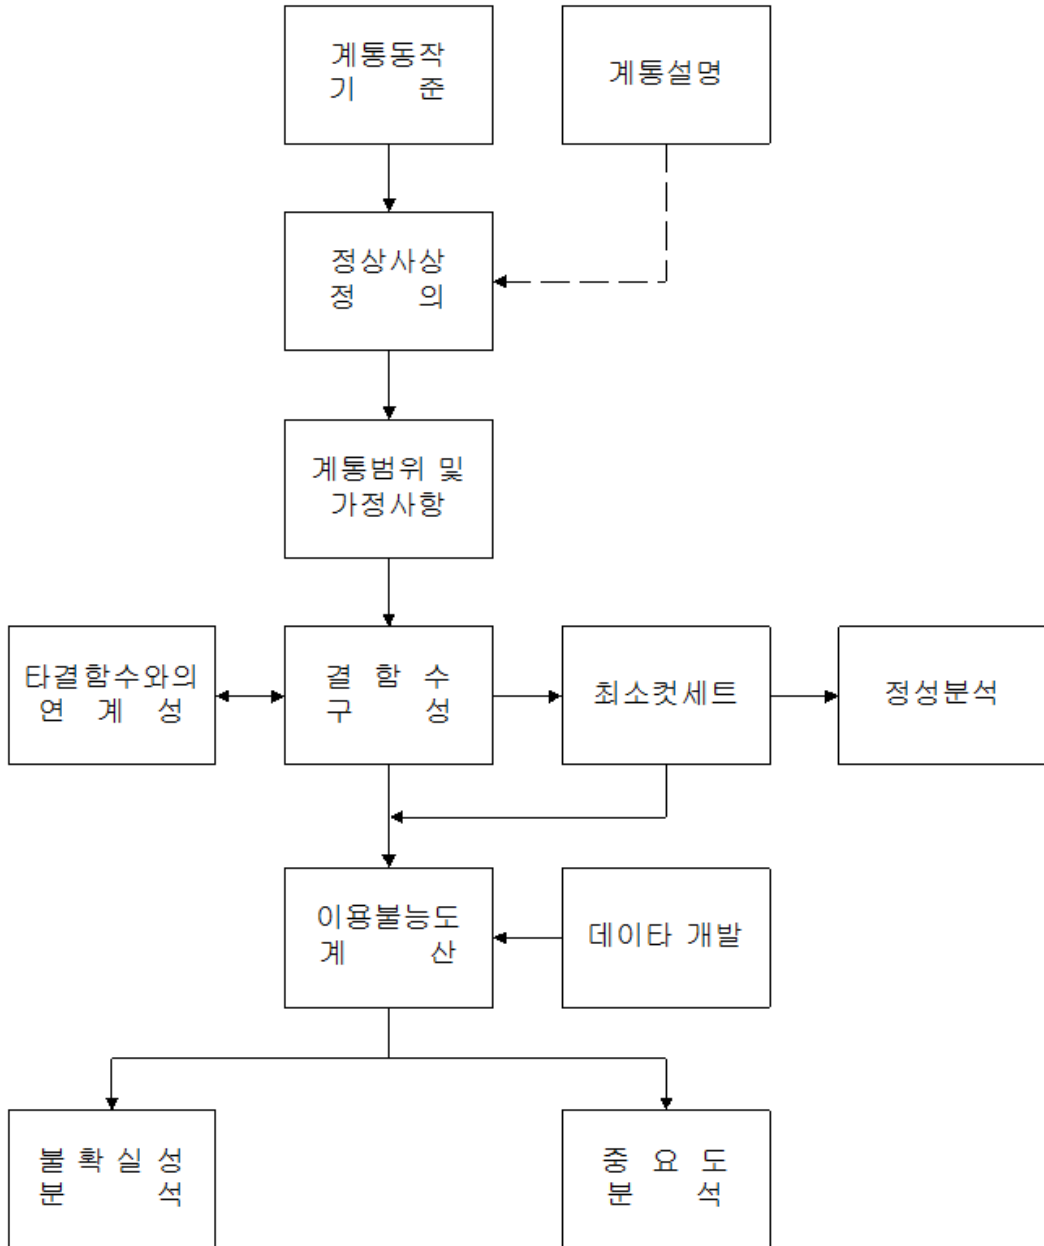 계통동작
기 준
계통설명
정상사상
정 의
계통범위 및
가정사항
타결함수와의
연 계 성
결 함 수
구 성
최소컷세트
정성분석
이용불능도
계 산
데이타 개발
불 확 실 성
분 석
중 요 도
분 석